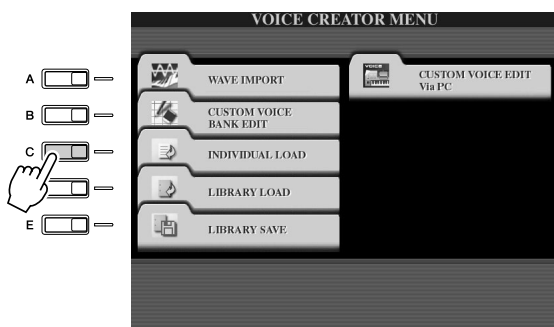 VOICE CREATOR MENU
A
WAVE IMPORT
VOICE
CUSTOM VOICE EDIT
Via PC
B
CUSTOM VOICE
BANK EDIT
C
INDIVIDUAL LOAD
LIBRARY LOAD
E
LIBRARY SAVE